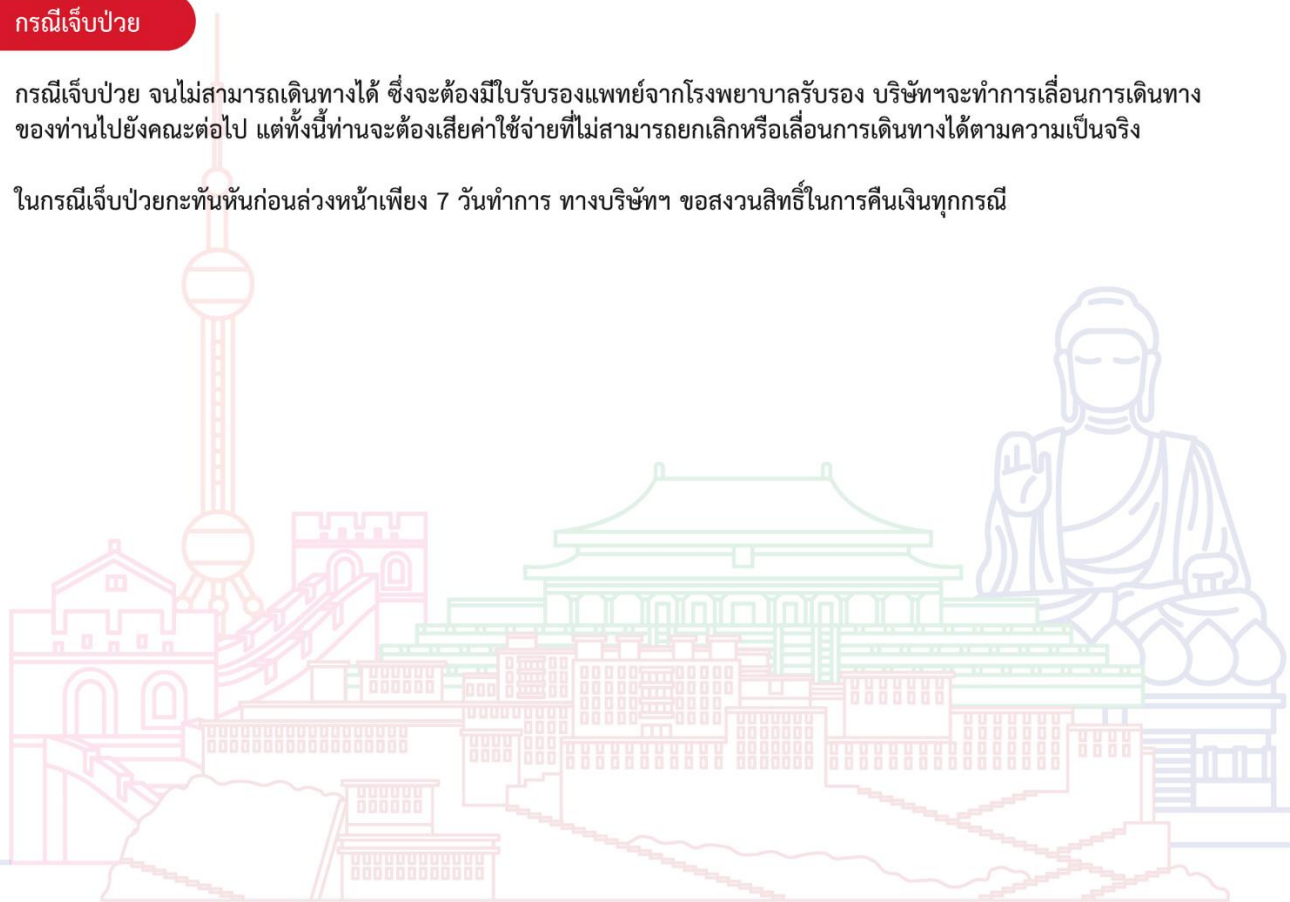 กรณีเจ็บป่วย
กรณีเจ็บป่วย จนไม่สามารถเดินทางได้ ซึ่งจะต้องมีใบรับรองแพทย์จากโรงพยาบาลรับรอง บริษัทฯจะทำการเลื่อนการเดินทาง
ของท่านไปยังคณะต่อไป แต่ทั้งนี้ท่านจะต้องเสียค่าใช้จ่ายที่ไม่สามารถยกเลิกหรือเลื่อนการเดินทางได้ตามความเป็นจริง
ในกรณีเจ็บป่วยกะทันหันก่อนล่วงหน้าเพียง 7 วันทำการ ทางบริษัทฯ ขอสงวนสิทธิ์ในการคืนเงินทุกกรณี